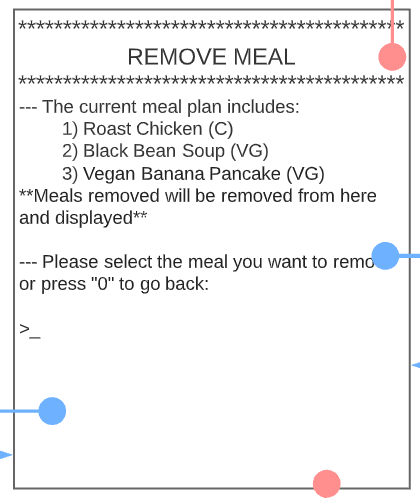 *******************************************
REMOVE MEAL
*******************************************
--- The current meal plan includes:
1) Roast Chicken (C)
2) Black Bean Soup (VG)
3) Vegan Banana Pancake (VG)
**Meals removed will be removed from here
and displayed**
--- Please select the meal you want to remo
or press "0" to go back:
>_